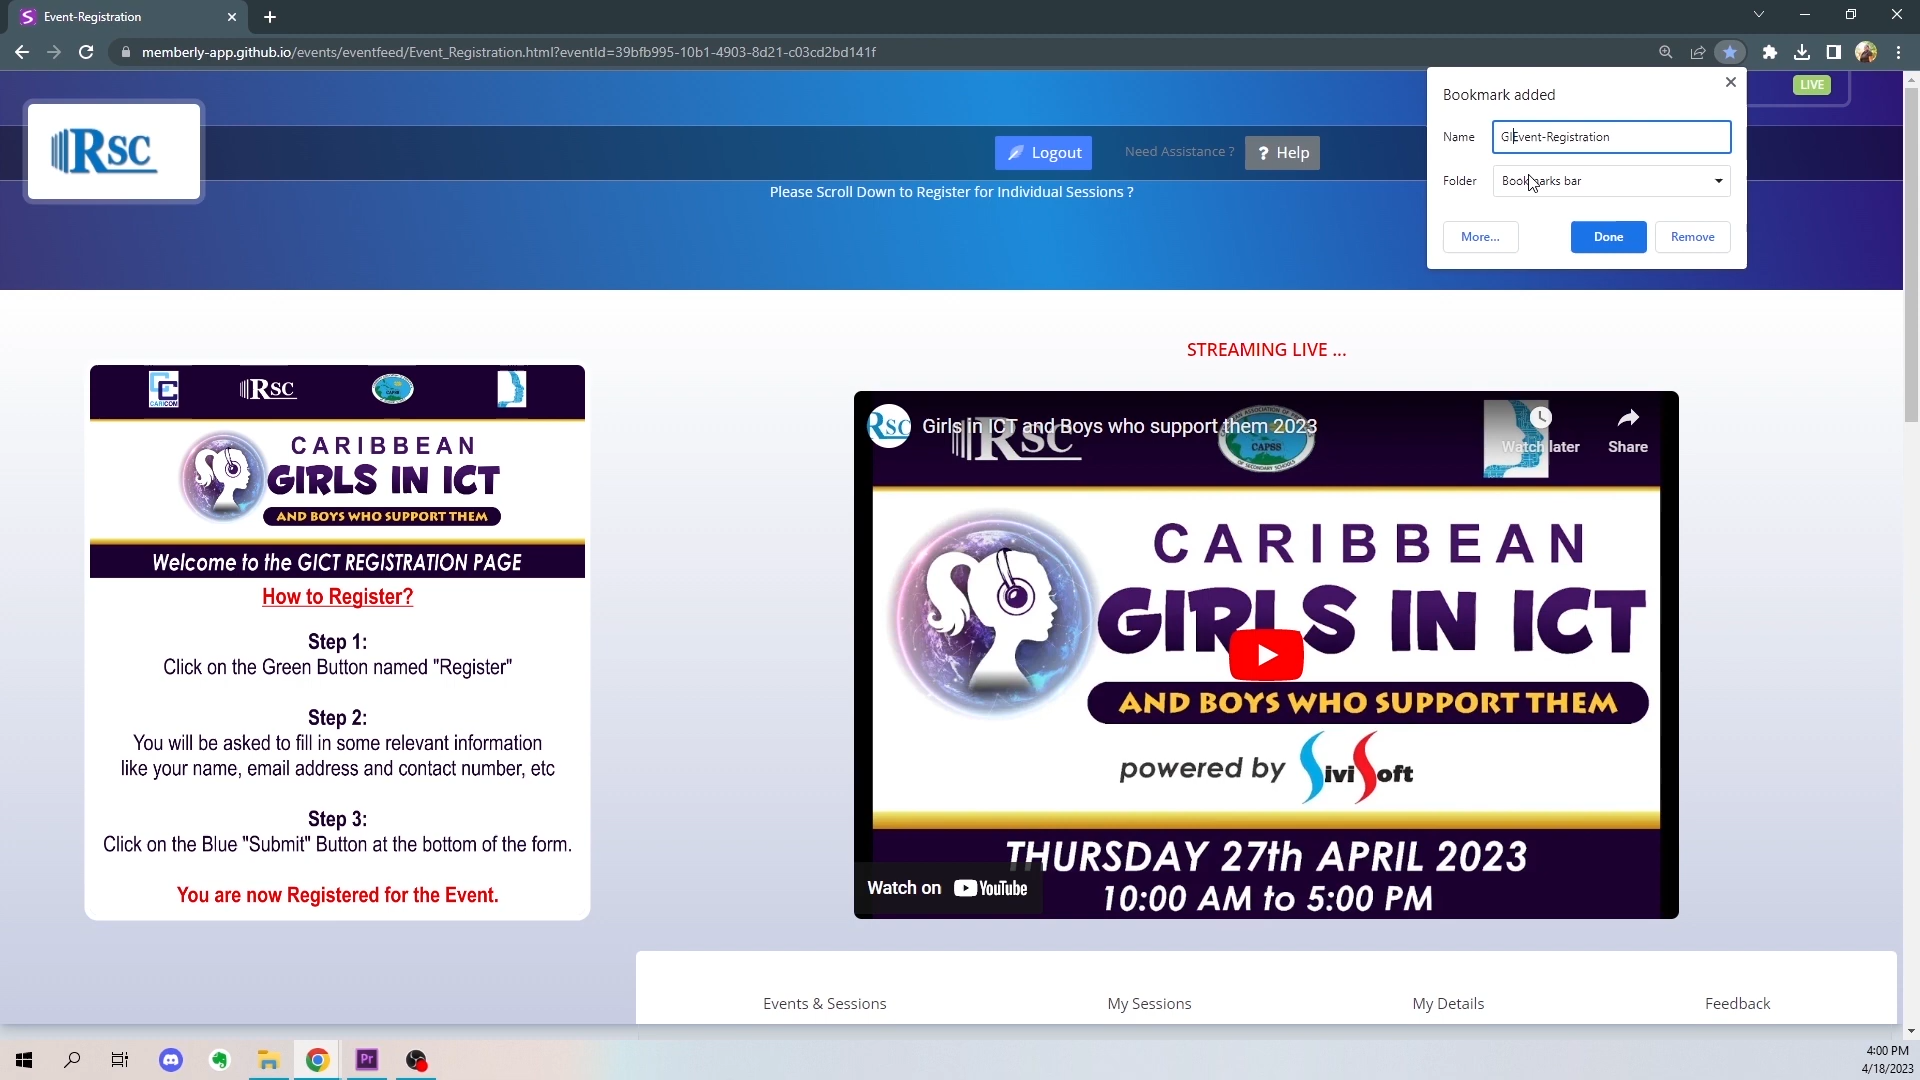 Event-Registration
memberly-app.github.io/events/eventfeed/Event_Registration.html?eventId=39bfb995-10b1-4903-8d21-c03cd2bd141f
Bookmark added
LIVE
Name
GIEvent-Registration
Folder
Bookmarks bar
More...
Done
Remove
RSC
Logout
Need Assistance ?
? Help
Please Scroll Down to Register for Individual Sessions ?
STREAMING LIVE ...
CARICOM
RSC
CAPSS
CARIBBEAN
GIRLS IN ICT
AND BOYS WHO SUPPORT THEM
Welcome to the GICT REGISTRATION PAGE
How to Register?
Step 1:
Click on the Green Button named "Register"
Step 2:
You will be asked to fill in some relevant information
like your name, email address and contact number, etc
Step 3:
Click on the Blue "Submit" Button at the bottom of the form.
You are now Registered for the Event.
RSC
Girls in ICT and Boys who support them 2023
RSC
CAPSS
Watch later
Share
CARIBBEAN
GIRLS IN ICT
AND BOYS WHO SUPPORT THEM
powered by SiviSoft
THURSDAY 27th APRIL 2023
10:00 AM to 5:00 PM
Watch on YouTube
Events & Sessions
My Sessions
My Details
Feedback
Pr
4:00 PM
4/18/2023